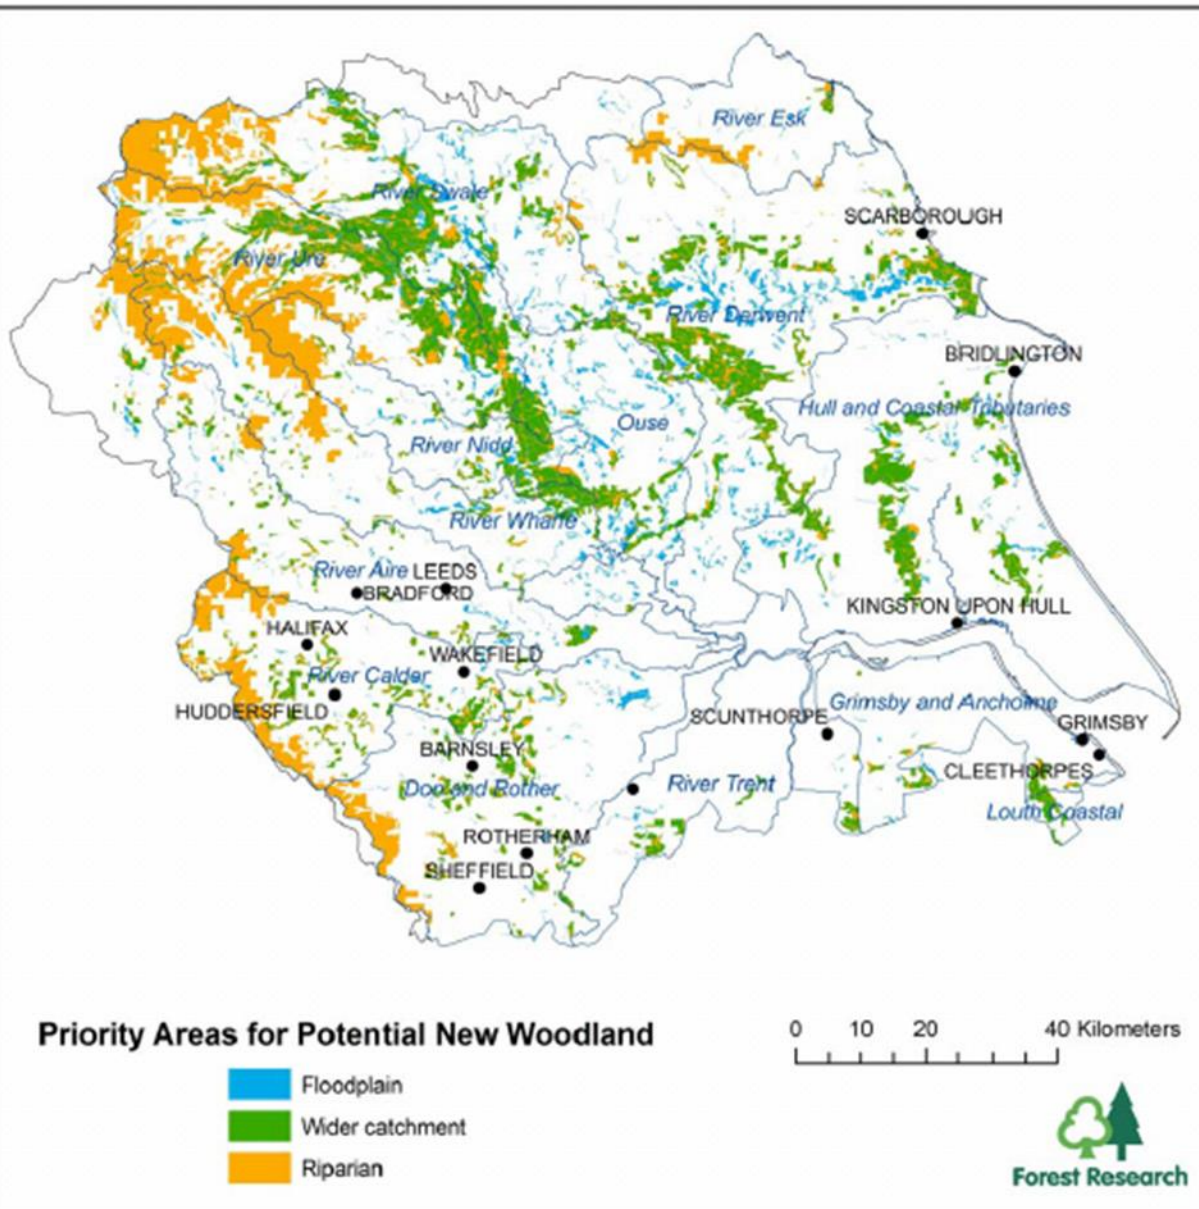 River Esk
River Swale
SCARBOROUGH
River Ure
River Derwent
BRIDLINGTON
Hull and Coastal Tributaries
Ouse
River Nidd
River Wharfe
River Aire
LEEDS
BRADFORD
KINGSTON UPON HULL
HALIFAX
WAKEFIELD
River Calder
Grimsby and Ancholme
HUDDERSFIELD
SCUNTHORPE
GRIMSBY
BARNSLEY
CLEETHORPES
Don and Rother
River Trent
Louth Coastal
ROTHERHAM
SHEFFIELD
Priority Areas for Potential New Woodland
0 10 20 40 Kilometers
Floodplain
Wider catchment
Riparian
Forest Research